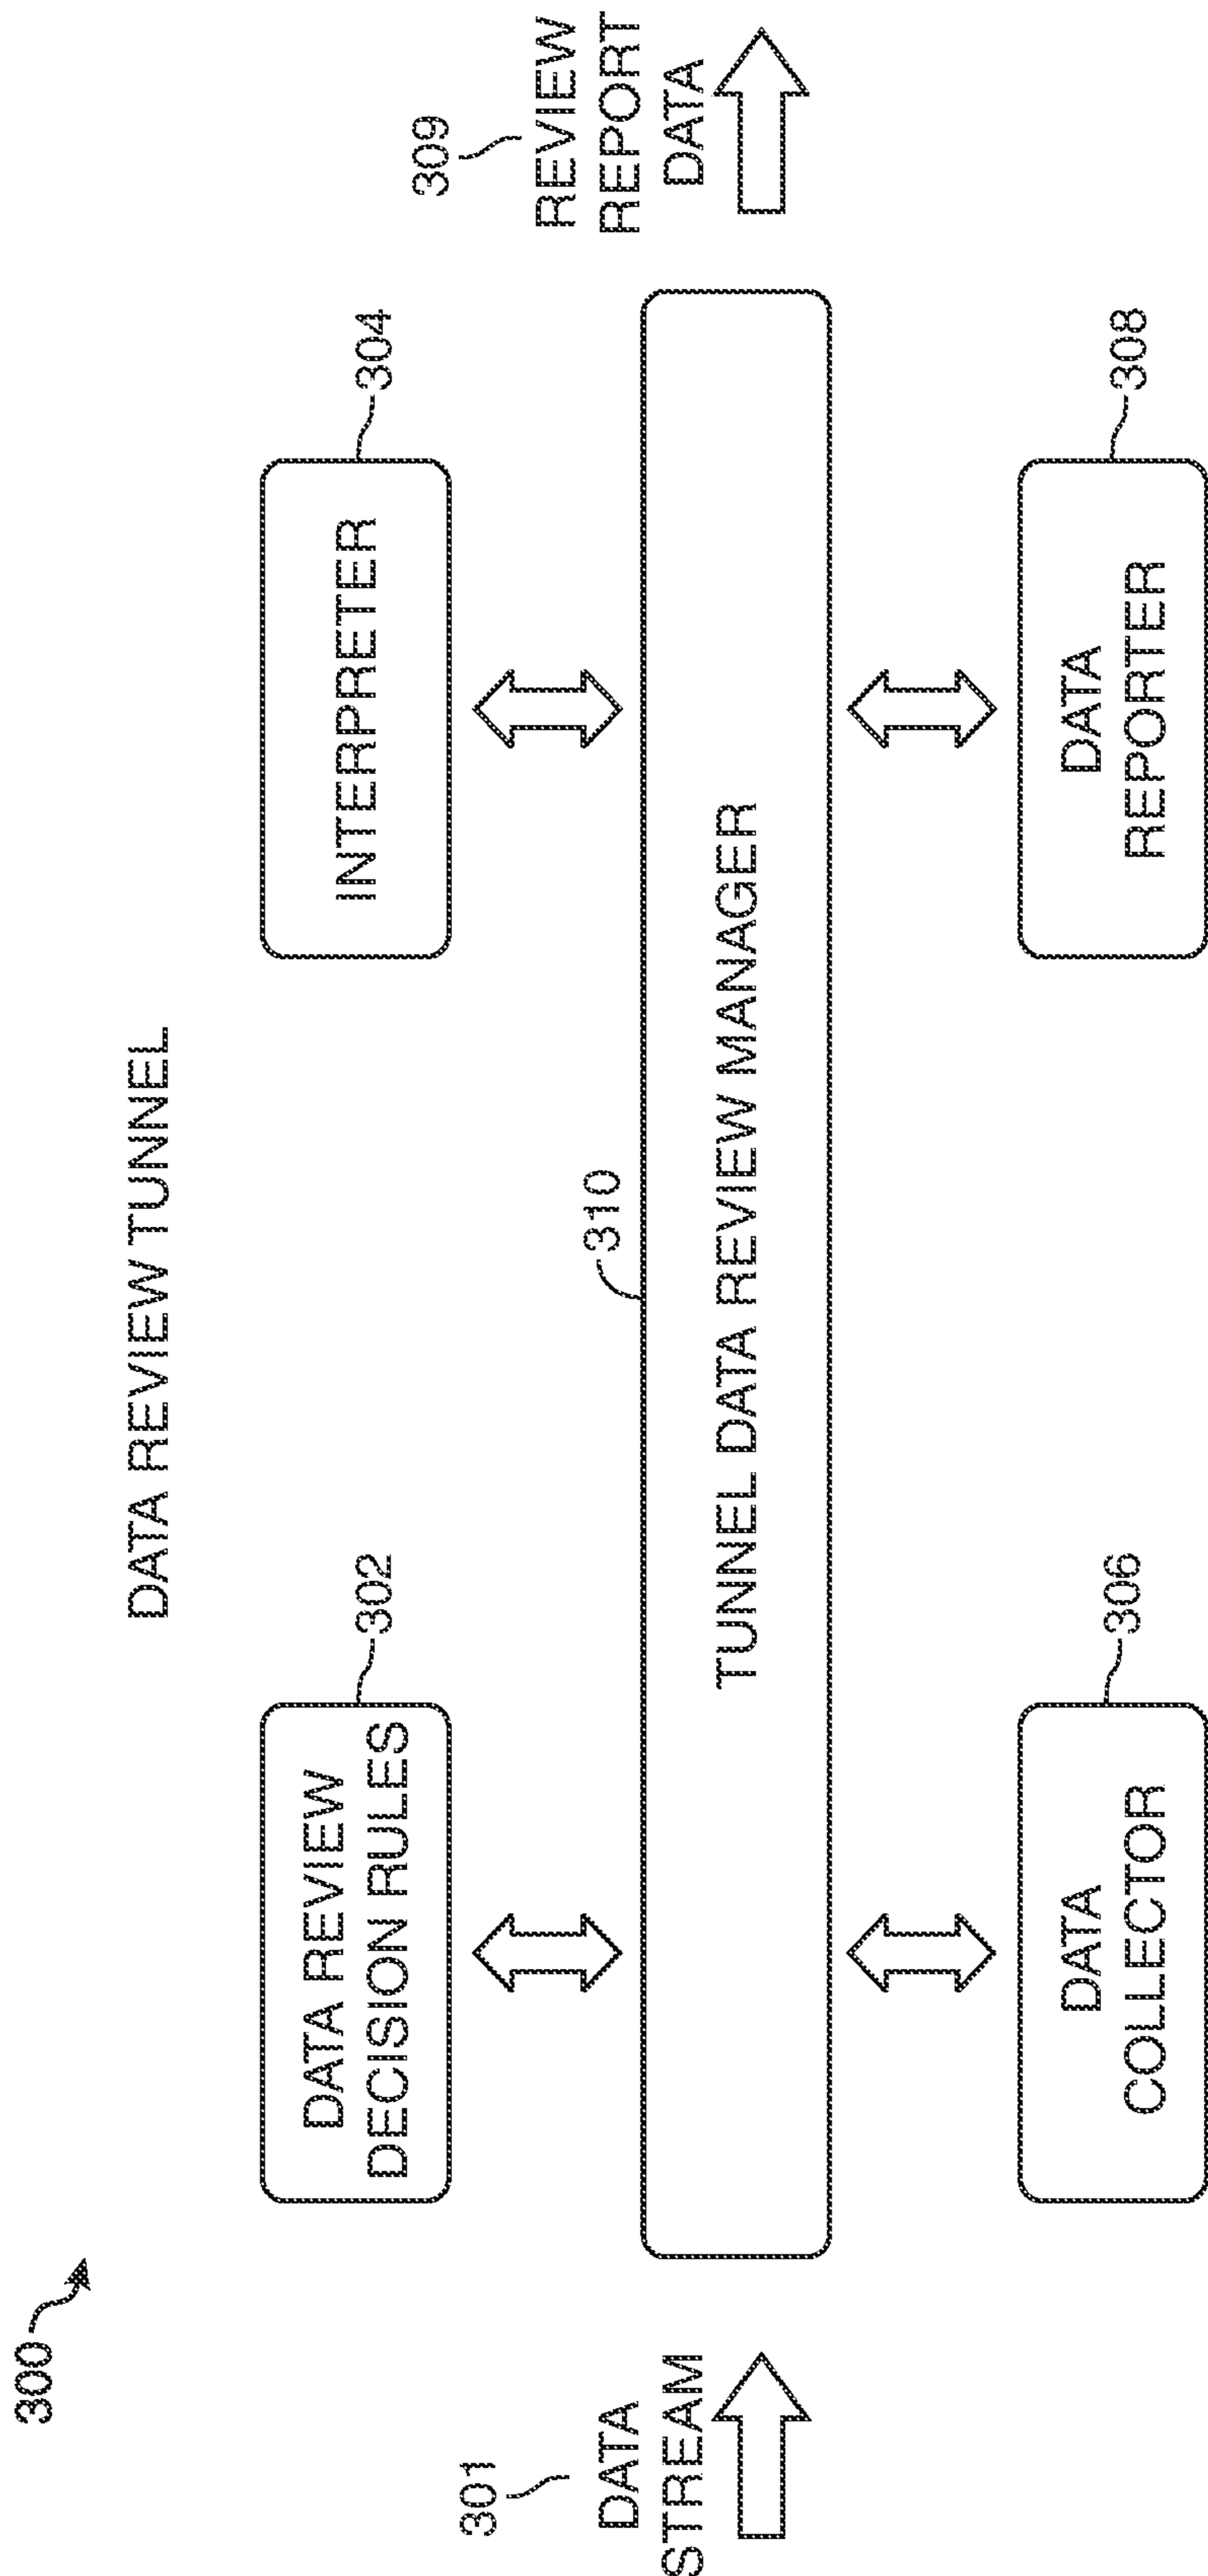 300
DATA REVIEW TUNNEL
302
DATA REVIEW
DECISION RULES
304
INTERPRETER
301
DATA
STREAM
310
TUNNEL DATA REVIEW MANAGER
309
REVIEW
REPORT
DATA
306
DATA
COLLECTOR
308
DATA
REPORTER